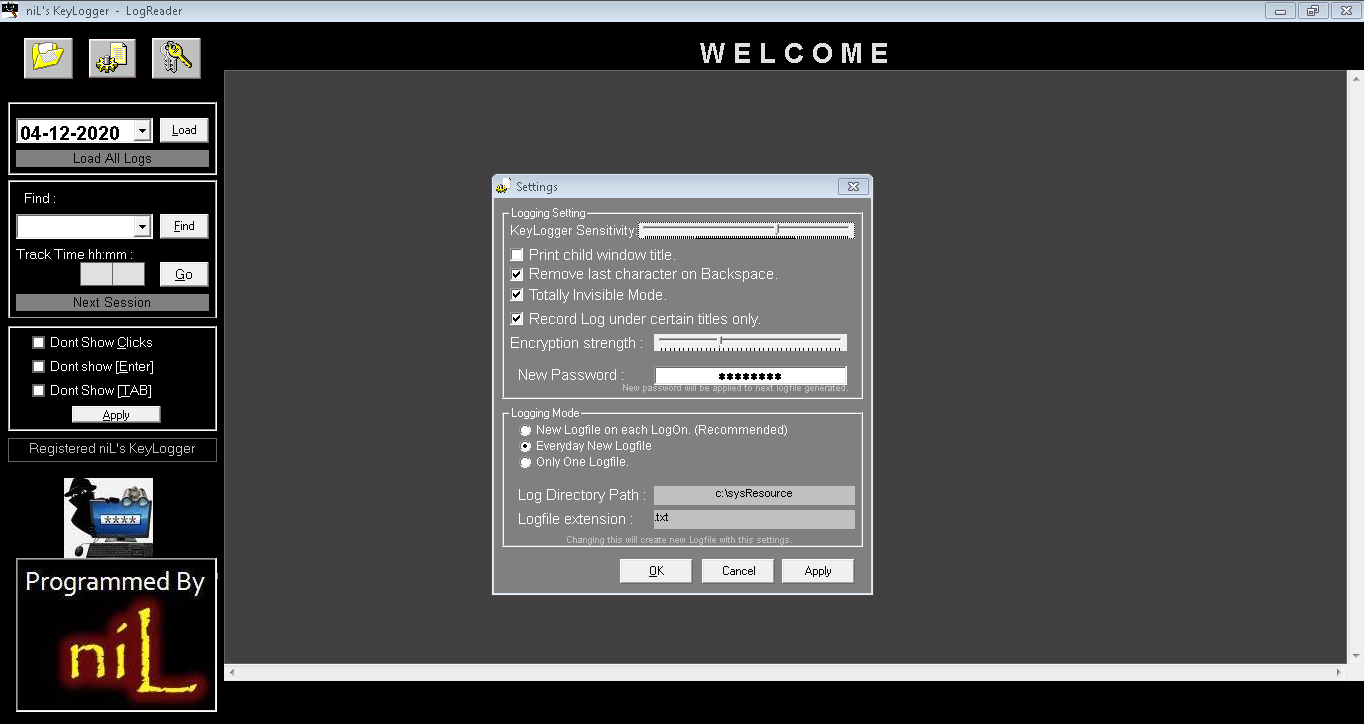 niL's KeyLogger - LogReader
WELCOME
04-12-2020
Load
Load All Logs
Find :
Find
Track Time hh:mm :
Go
Next Session
Dont Show Clicks
Dont show [Enter]
Dont Show [TAB]
Apply
Registered niL's KeyLogger
****
Programmed By
niL
Settings
Logging Setting
KeyLogger Sensitivity:
Print child window title.
Remove last character on Backspace.
Totally Invisible Mode.
Record Log under certain titles only.
Encryption strength :
New Password : ********
New password will be applied to next logfile generated.
Logging Mode
New Logfile on each LogOn. (Recommended)
Everyday New Logfile
Only One Logfile.
Log Directory Path : c:\sysResource
Logfile extension : .txt
Changing this will create new Logfile with this settings.
OK Cancel Apply